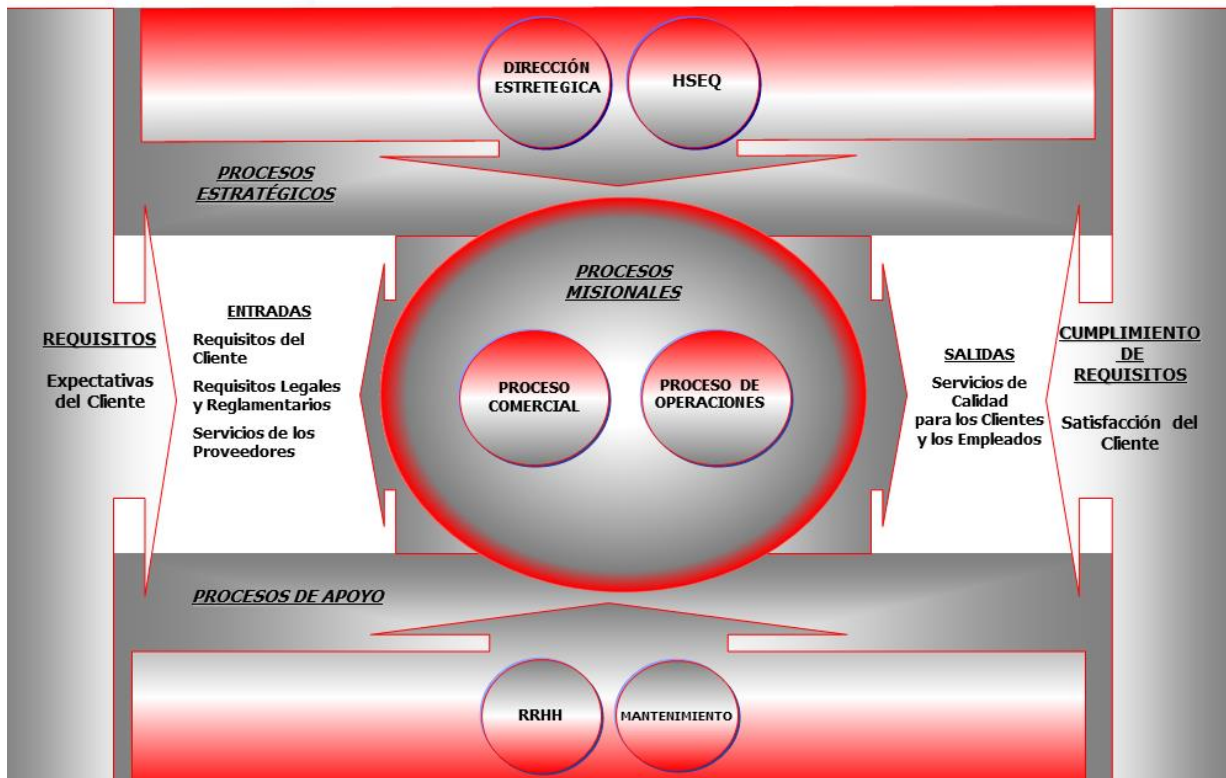 DIRECCIÓN
ESTRETEGICA
HSEQ
PROCESOS
ESTRATÉGICOS
PROCESOS
MISIONALES
REQUISITOS
Expectativas
del Cliente
ENTRADAS
Requisitos del
Cliente
Requisitos Legales
y Reglamentarios
Servicios de los
Proveedores
PROCESO
COMERCIAL
PROCESO DE
OPERACIONES
SALIDAS
Servicios de
Calidad
para los Clientes
y los Empleados
CUMPLIMIENTO
DE
REQUISITOS
Satisfacción del
Cliente
PROCESOS DE APOYO
RRHH
MANTENIMIENTO